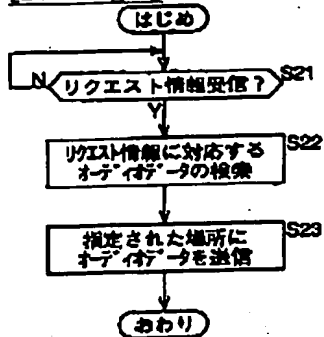 はじめ
N
リクエスト情報受信?
S21
Y
S22
リクエスト情報に対応する
オーディオデータの検索
S23
指定された場所に
オーディオデータを送信
おわり